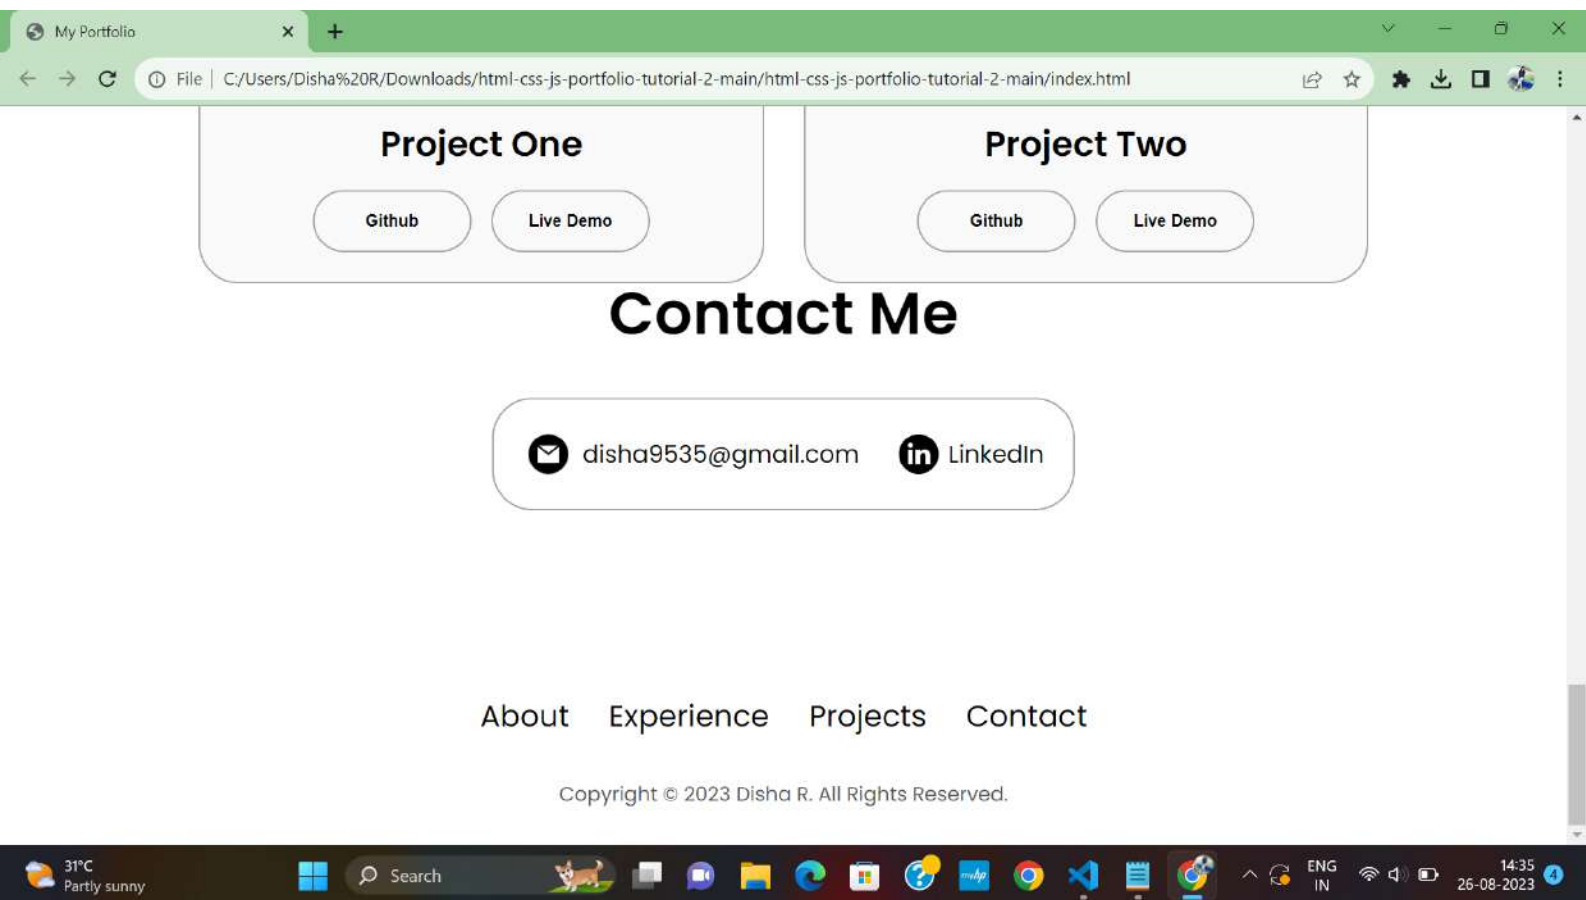 My Portfolio
File | C:/Users/Disha%20R/Downloads/html-css-js-portfolio-tutorial-2-main/html-css-js-portfolio-tutorial-2-main/index.html
Project One Project Two
Github Live Demo Github Live Demo
Contact Me
disha9535@gmail.com in LinkedIn
About Experience Projects Contact
Copyright © 2023 Disha R. All Rights Reserved.
31°C
Partly sunny
Search
myhp
ENG
IN
14:35
26-08-2023
4